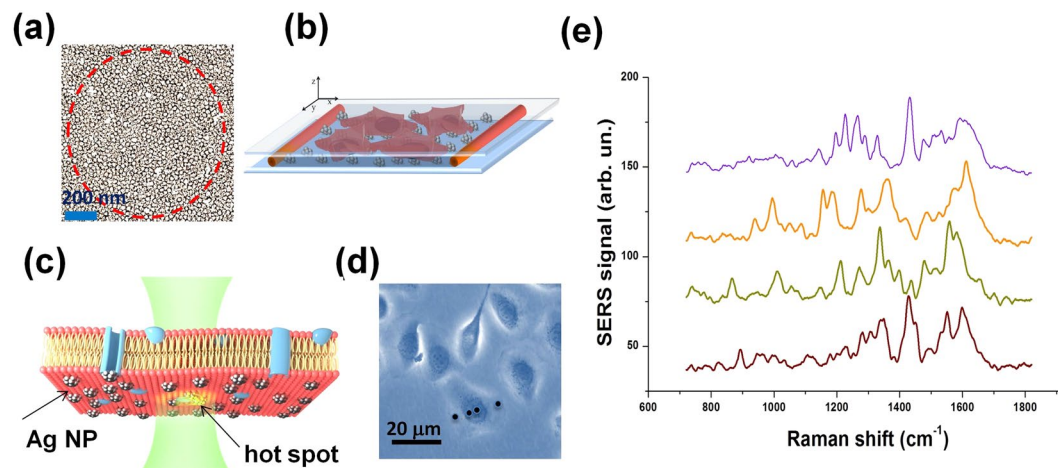 (a)
200 nm
(b)
z
x
y
(c)
Ag NP
hot spot
(d)
20 μm
(e)
SERS signal (arb. un.)
200
150
100
50
600 800 1000 1200 1400 1600 1800
Raman shift (cm⁻¹)